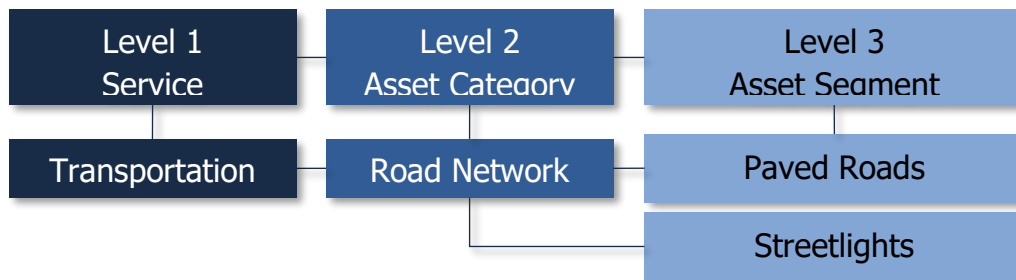 Level 1
Service
Level 2
Asset Category
Level 3
Asset Segment
Transportation
Road Network
Paved Roads
Streetlights